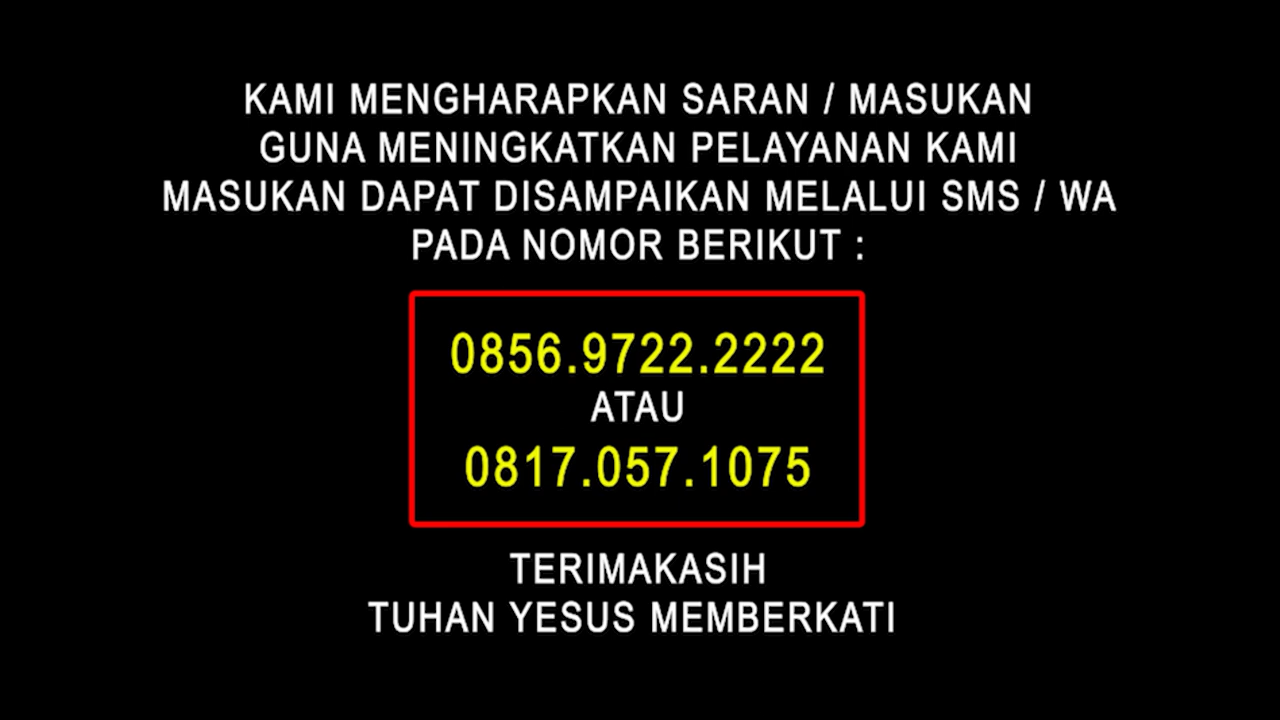 KAMI MENGHARAPKAN SARAN / MASUKAN
GUNA MENINGKATKAN PELAYANAN KAMI
MASUKAN DAPAT DISAMPAIKAN MELALUI SMS / WA
PADA NOMOR BERIKUT :
0856.9722.2222
ATAU
0817.057.1075
TERIMAKASIH
TUHAN YESUS MEMBERKATI